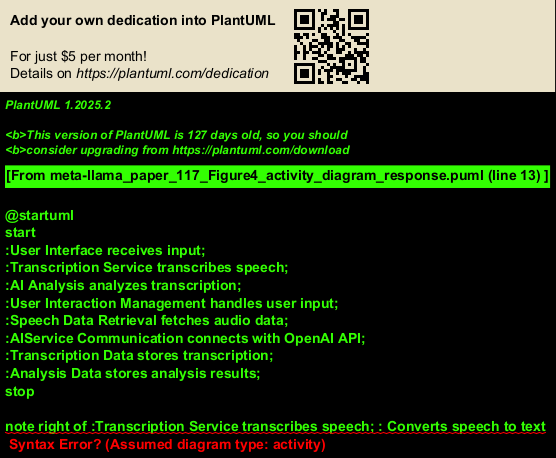 Add your own dedication into PlantUML
For just $5 per month!
Details on https://plantuml.com/dedication
PlantUML 1.2025.2
<b>This version of PlantUML is 127 days old, so you should
<b>consider upgrading from https://plantuml.com/download
[From meta-llama_paper_117_Figure4_activity_diagram_response.puml (line 13) ]
@startuml
start
:User Interface receives input;
:Transcription Service transcribes speech;
:AI Analysis analyzes transcription;
:User Interaction Management handles user input;
:Speech Data Retrieval fetches audio data;
:AIService Communication connects with OpenAI API;
:Transcription Data stores transcription;
:Analysis Data stores analysis results;
stop
note right of :Transcription Service transcribes speech; : Converts speech to text
Syntax Error? (Assumed diagram type: activity)